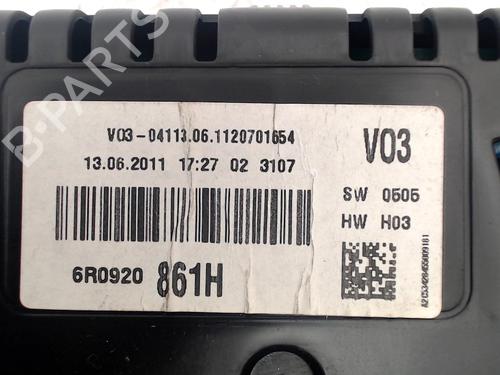 V03-04113.06.1120701654
13.06.2011 17:27 02 3107
V03
SW 0505
HW H03
6R0920 861H
A2C53428455009181
B-PARTS